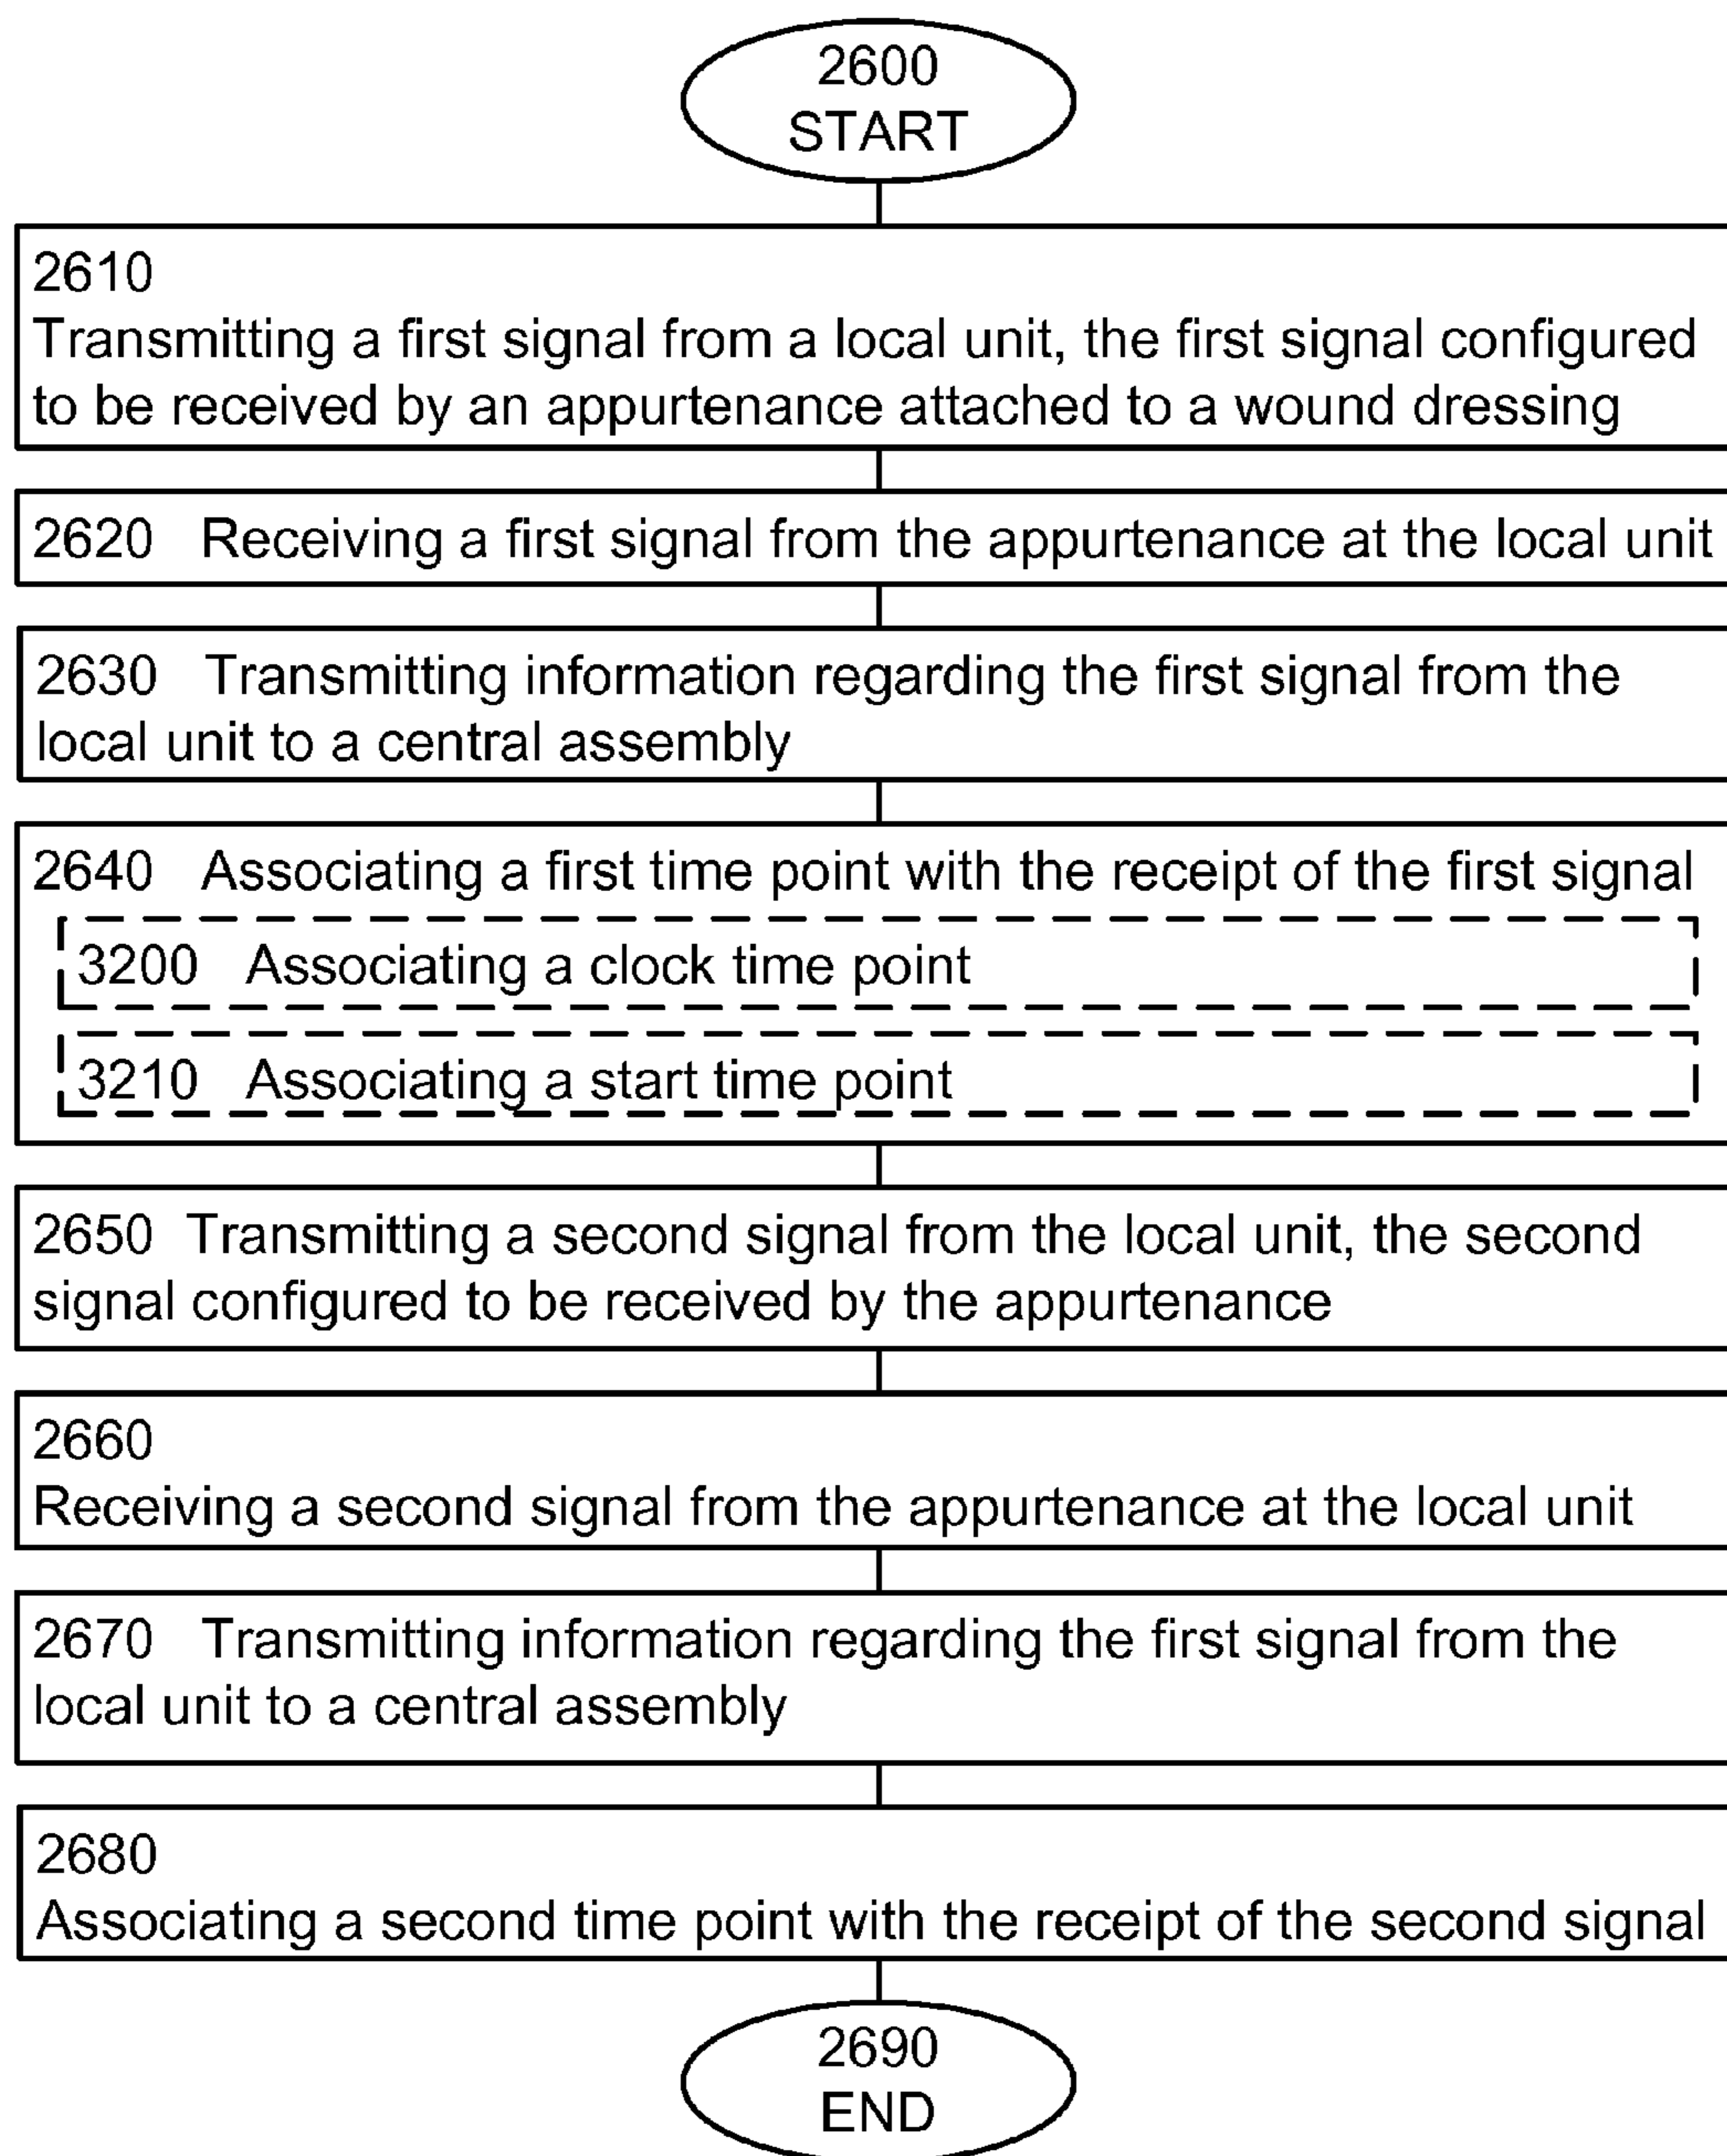 2600
START
2610
Transmitting a first signal from a local unit, the first signal configured
to be received by an appurtenance attached to a wound dressing
2620 Receiving a first signal from the appurtenance at the local unit
2630 Transmitting information regarding the first signal from the
local unit to a central assembly
2640 Associating a first time point with the receipt of the first signal
3200 Associating a clock time point
3210 Associating a start time point
2650 Transmitting a second signal from the local unit, the second
signal configured to be received by the appurtenance
2660
Receiving a second signal from the appurtenance at the local unit
2670 Transmitting information regarding the first signal from the
local unit to a central assembly
2680
Associating a second time point with the receipt of the second signal
2690
END